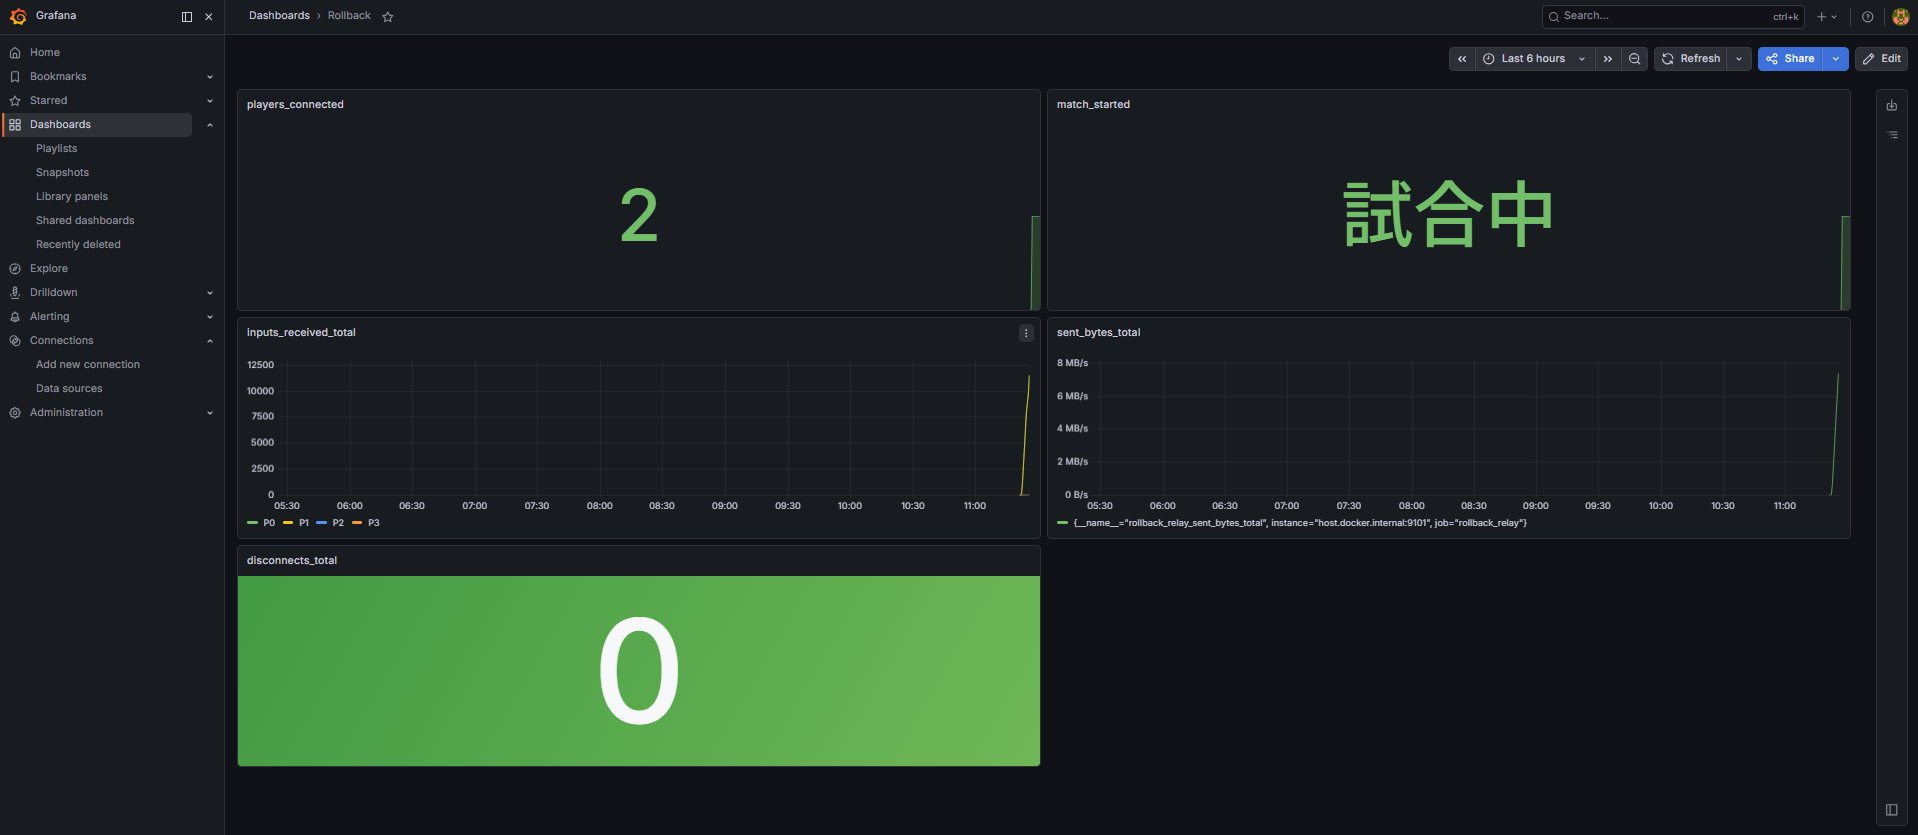 Grafana
Dashboards › Rollback
Search...
ctrl+k
Home
Bookmarks
Starred
Dashboards
Playlists
Snapshots
Library panels
Shared dashboards
Recently deleted
Explore
Drilldown
Alerting
Connections
Add new connection
Data sources
Administration
Last 6 hours
Refresh
Share
Edit
players_connected
2
match_started
試合中
inputs_received_total
12500
10000
7500
5000
2500
0
05:30 06:00 06:30 07:00 07:30 08:00 08:30 09:00 09:30 10:00 10:30 11:00
P0 P1 P2 P3
sent_bytes_total
8 MB/s
6 MB/s
4 MB/s
2 MB/s
0 B/s
05:30 06:00 06:30 07:00 07:30 08:00 08:30 09:00 09:30 10:00 10:30 11:00
{__name__="rollback_relay_sent_bytes_total", instance="host.docker.internal:9101", job="rollback_relay"}
disconnects_total
0